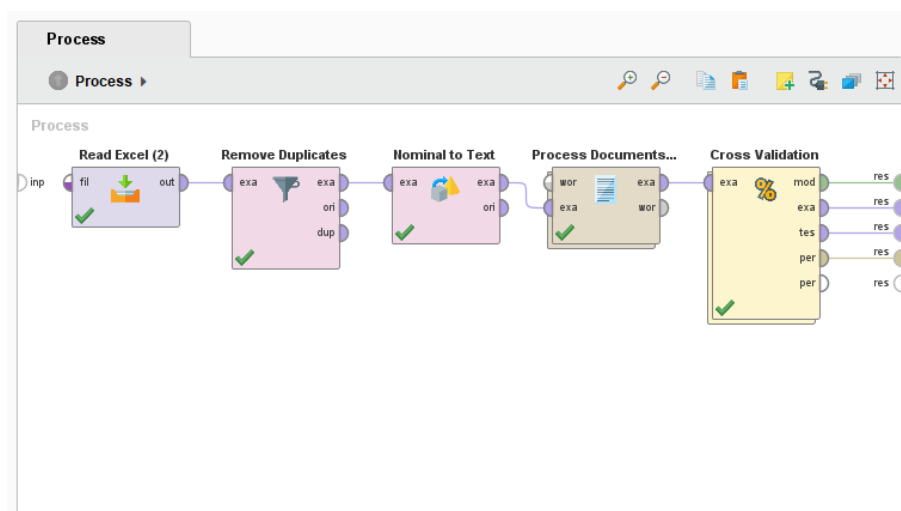 Process
Process
Process
Read Excel (2)
Remove Duplicates
Nominal to Text
Process Documents...
Cross Validation
inp
fil
out
exa
exa
ori
dup
exa
exa
ori
wor
exa
exa
wor
exa
mod
exa
tes
per
per
res
res
res
res
res
%